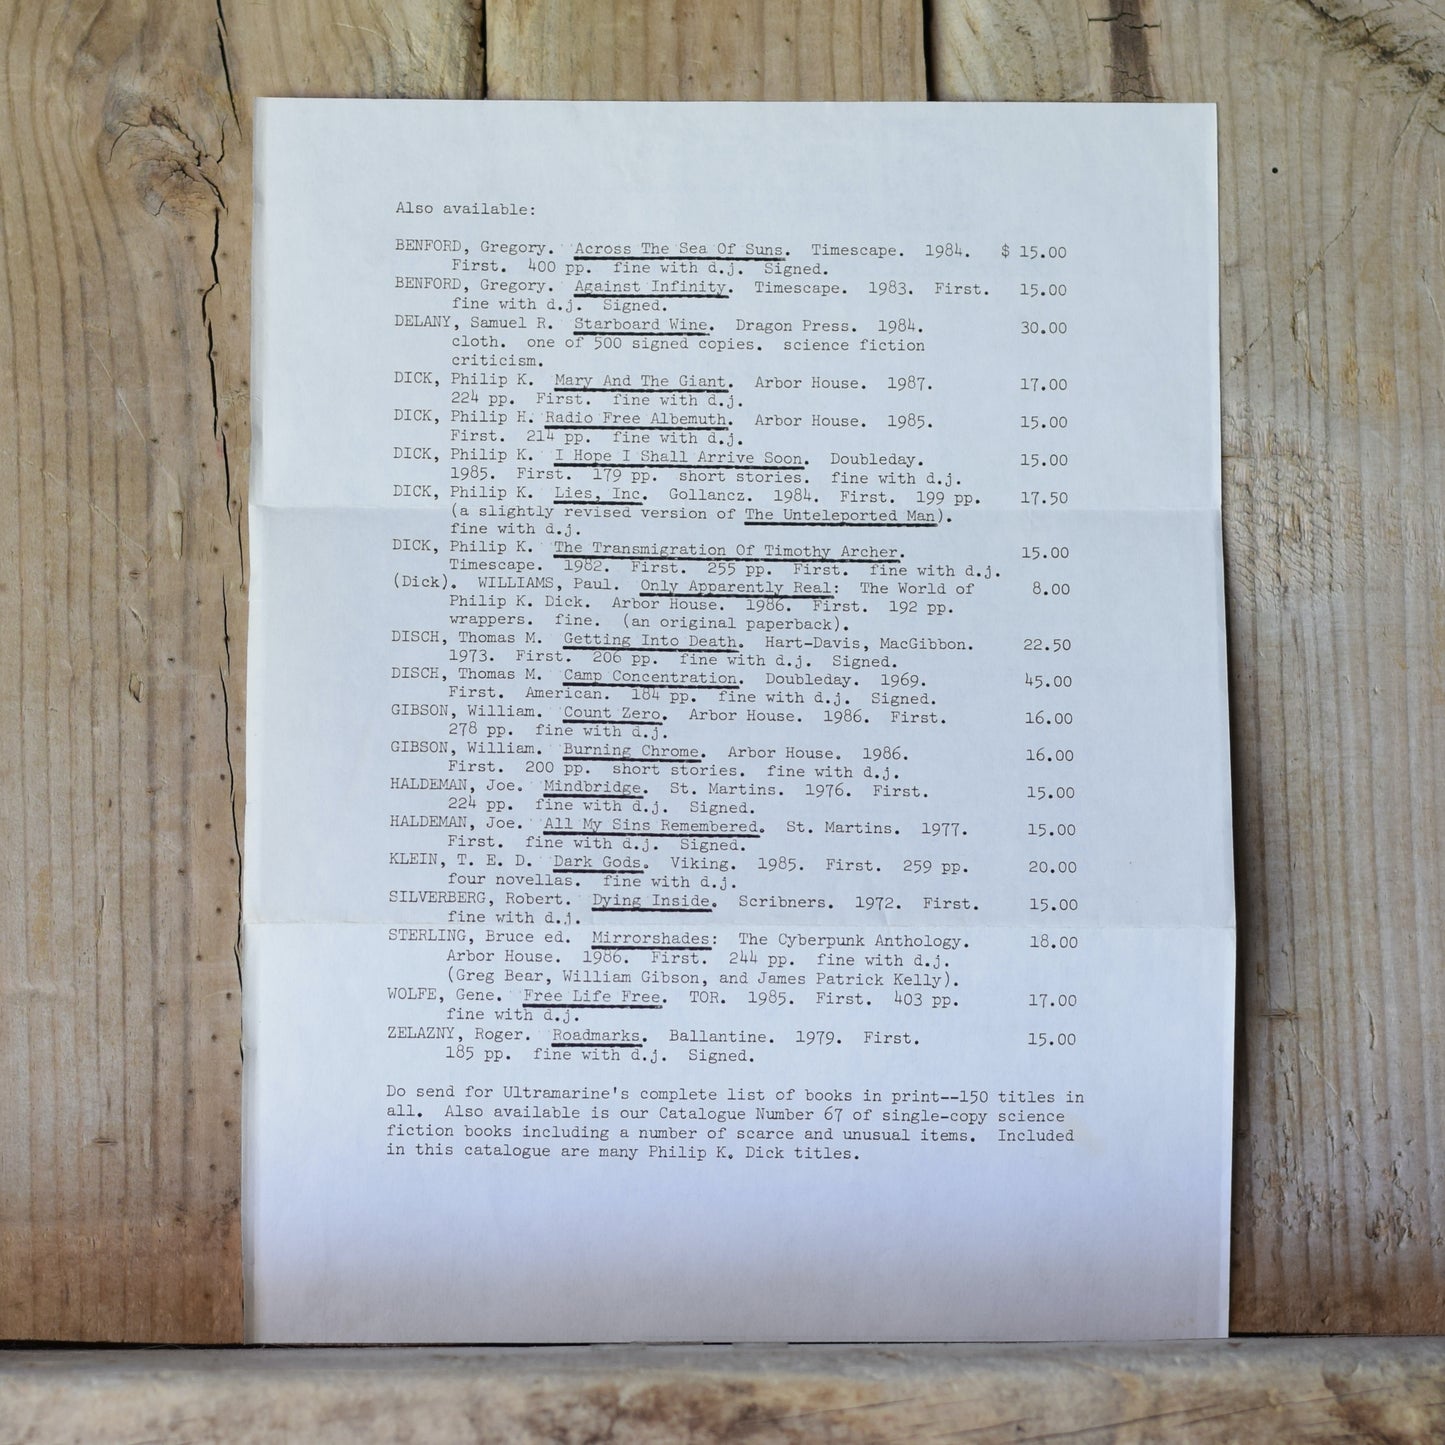 Also available:
BENFORD, Gregory. Across The Sea Of Suns. Timescape. 1984. $ 15.00
First. 400 pp. fine with d.j. Signed.
BENFORD, Gregory. Against Infinity. Timescape. 1983. First. 15.00
fine with d.j. Signed.
DELANY, Samuel R. Starboard Wine. Dragon Press. 1984. 30.00
cloth. one of 500 signed copies. science fiction
criticism.
DICK, Philip K. Mary And The Giant. Arbor House. 1987. 17.00
224 pp. First. fine with d.j.
DICK, Philip H. Radio Free Albemuth. Arbor House. 1985. 15.00
First. 214 pp. fine with d.j.
DICK, Philip K. I Hope I Shall Arrive Soon. Doubleday. 15.00
1985. First. 179 pp. short stories. fine with d.j.
DICK, Philip K. Lies, Inc. Gollancz. 1984. First. 199 pp. 17.50
(a slightly revised version of The Unteleported Man).
fine with d.j.
DICK, Philip K. The Transmigration Of Timothy Archer. 15.00
Timescape. 1982. First. 255 pp. First. fine with d.j.
(Dick). WILLIAMS, Paul. Only Apparently Real: The World of 8.00
Philip K. Dick. Arbor House. 1986. First. 192 pp.
wrappers. fine. (an original paperback).
DISCH, Thomas M. Getting Into Death. Hart-Davis, MacGibbon. 22.50
1973. First. 206 pp. fine with d.j. Signed.
DISCH, Thomas M. Camp Concentration. Doubleday. 1969. 45.00
First. American. 184 pp. fine with d.j. Signed.
GIBSON, William. Count Zero. Arbor House. 1986. First. 16.00
278 pp. fine with d.j.
GIBSON, William. Burning Chrome. Arbor House. 1986. 16.00
First. 200 pp. short stories. fine with d.j.
HALDEMAN, Joe. Mindbridge. St. Martins. 1976. First. 15.00
224 pp. fine with d.j. Signed.
HALDEMAN, Joe. All My Sins Remembered. St. Martins. 1977. 15.00
First. fine with d.j. Signed.
KLEIN, T. E. D. Dark Gods. Viking. 1985. First. 259 pp. 20.00
four novellas. fine with d.j.
SILVERBERG, Robert. Dying Inside. Scribners. 1972. First. 15.00
fine with d.j.
STERLING, Bruce ed. Mirrorshades: The Cyberpunk Anthology. 18.00
Arbor House. 1986. First. 244 pp. fine with d.j.
(Greg Bear, William Gibson, and James Patrick Kelly).
WOLFE, Gene. Free Life Free. TOR. 1985. First. 403 pp. 17.00
fine with d.j.
ZELAZNY, Roger. Roadmarks. Ballantine. 1979. First. 15.00
185 pp. fine with d.j. Signed.
Do send for Ultramarine's complete list of books in print--150 titles in
all. Also available is our Catalogue Number 67 of single-copy science
fiction books including a number of scarce and unusual items. Included
in this catalogue are many Philip K. Dick titles.